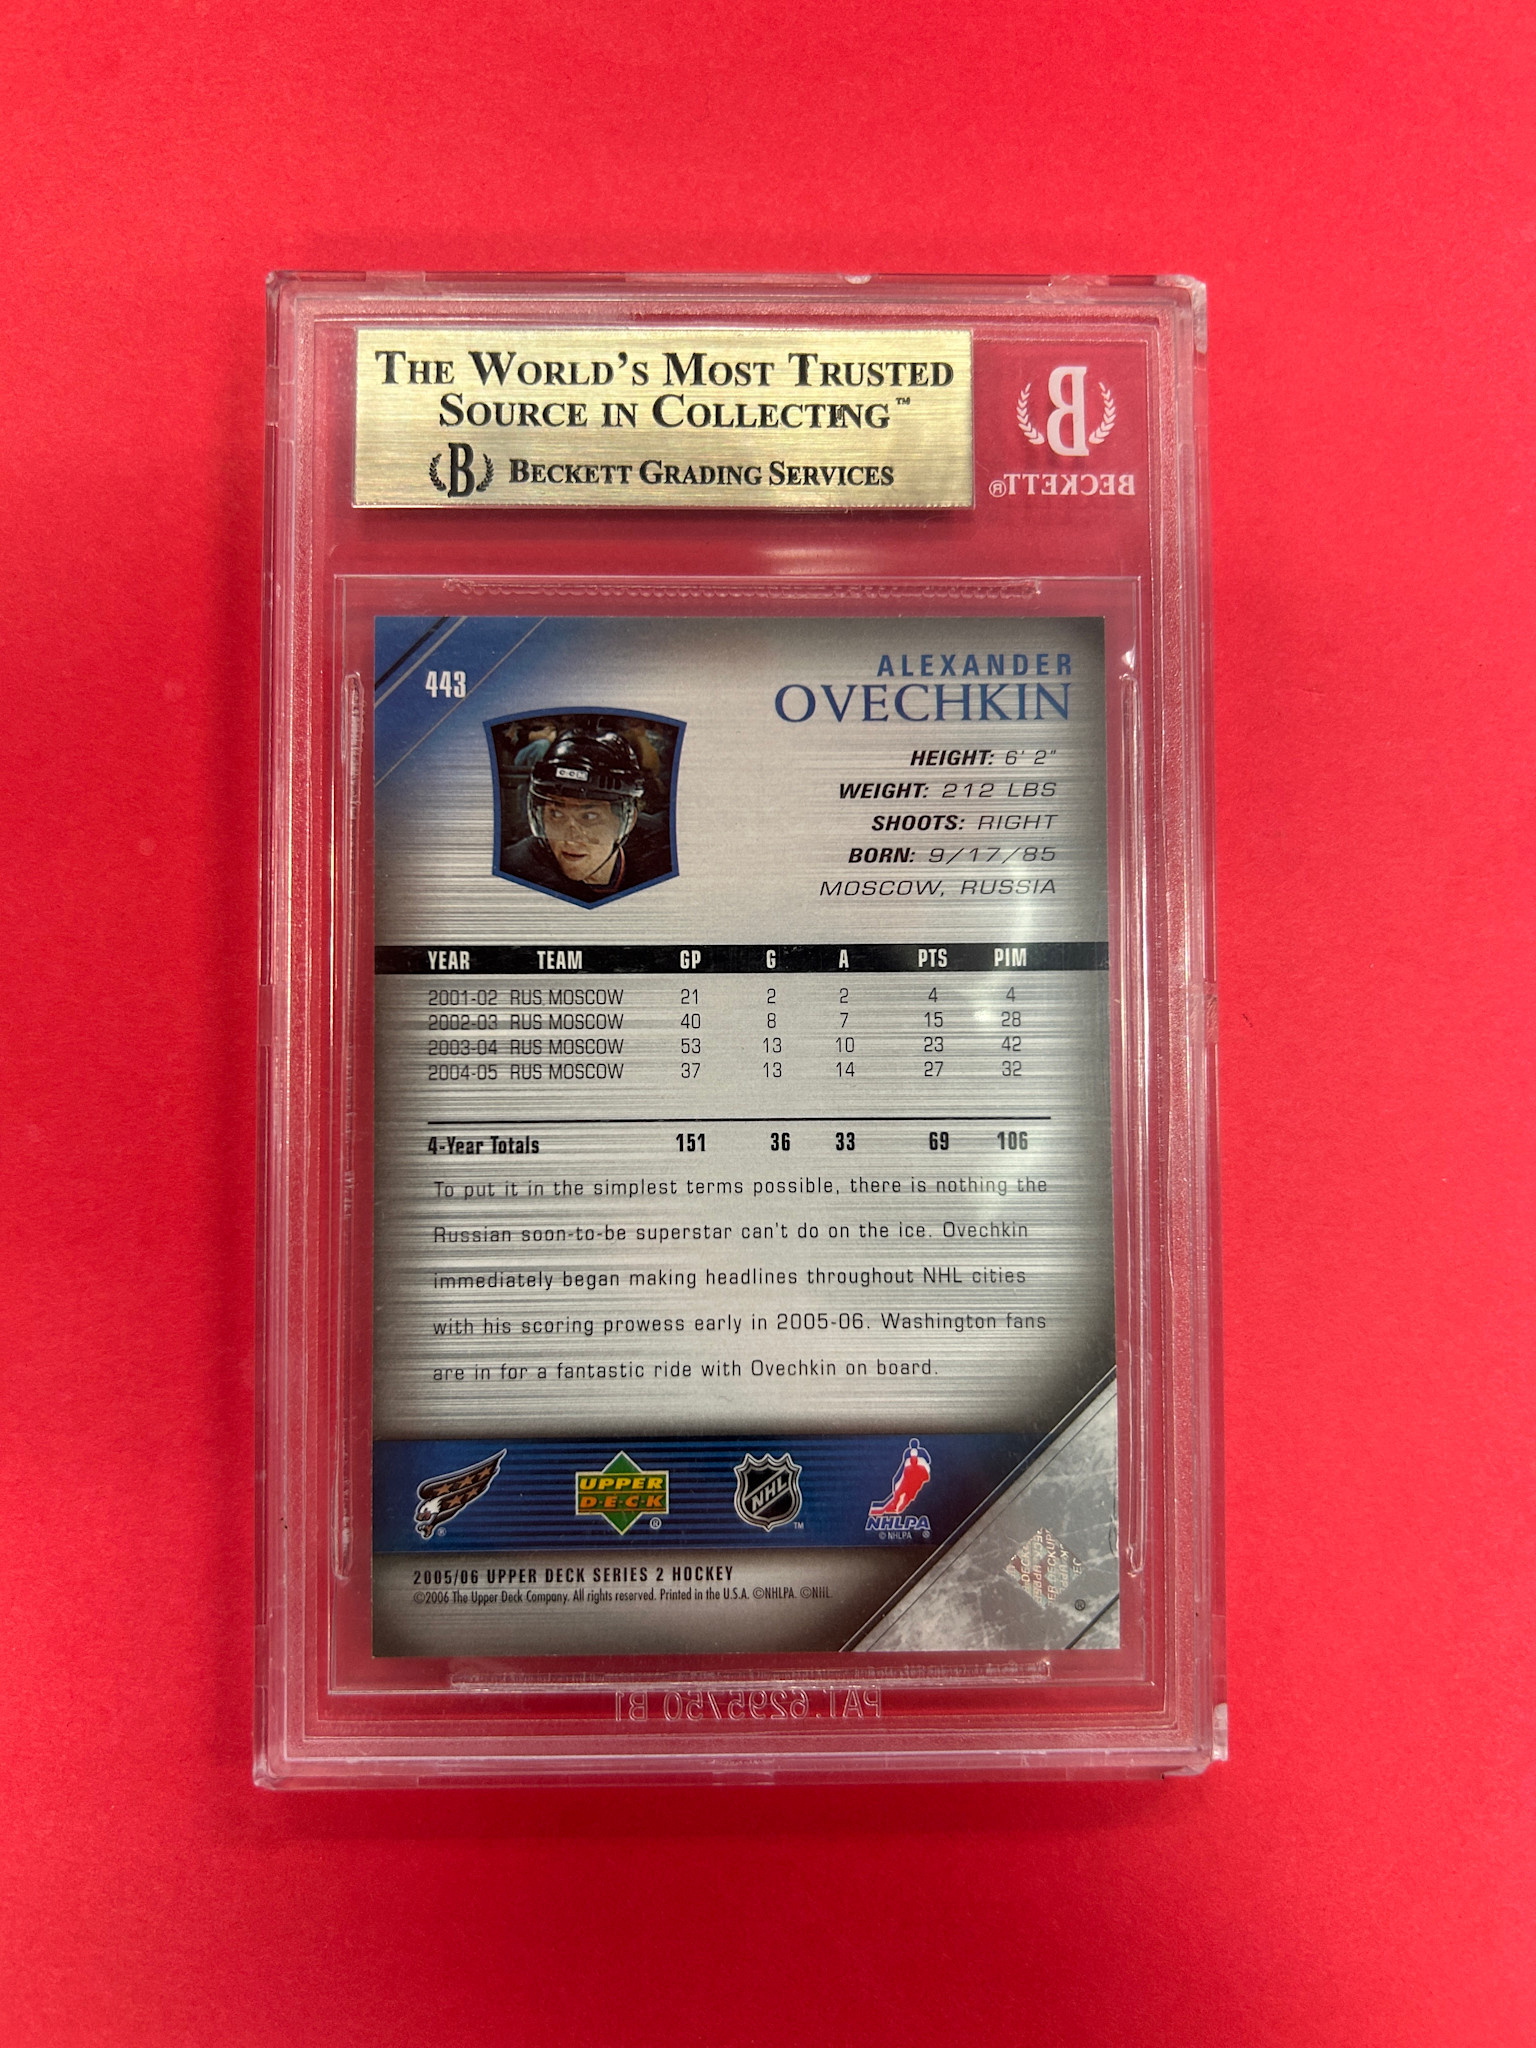 THE WORLD'S MOST TRUSTED
SOURCE IN COLLECTING™
B BECKETT GRADING SERVICES
B
BECKETT®
443
ALEXANDER
OVECHKIN
HEIGHT: 6' 2"
WEIGHT: 212 LBS
SHOOTS: RIGHT
BORN: 9/17/85
MOSCOW, RUSSIA
CCM
YEAR TEAM GP G A PTS PIM
2001-02 RUS MOSCOW 21 2 2 4 4
2002-03 RUS MOSCOW 40 8 7 15 28
2003-04 RUS MOSCOW 53 13 10 23 42
2004-05 RUS MOSCOW 37 13 14 27 32
4-Year Totals 151 36 33 69 106
To put it in the simplest terms possible, there is nothing the
Russian soon-to-be superstar can't do on the ice. Ovechkin
immediately began making headlines throughout NHL cities
with his scoring prowess early in 2005-06. Washington fans
are in for a fantastic ride with Ovechkin on board.
®
UPPER
D·E·C·K
®
NHL
™
NHLPA
© NHLPA ®
2005/06 UPPER DECK SERIES 2 HOCKEY
©2006 The Upper Deck Company. All rights reserved. Printed in the U.S.A. ©NHLPA. ©NHL.
®
PAT. 6295750 B1